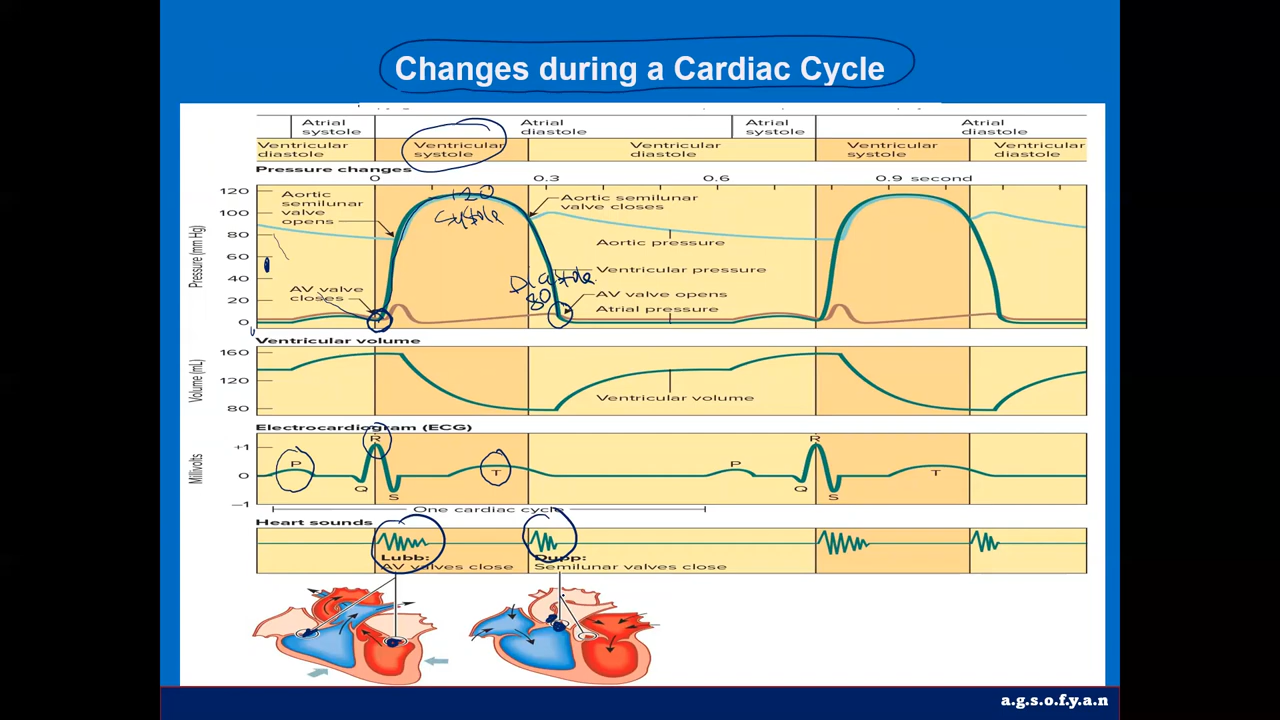 Changes during a Cardiac Cycle
Atrial systole
Atrial diastole
Atrial systole
Atrial diastole
Ventricular diastole
Ventricular systole
Ventricular diastole
Ventricular systole
Ventricular diastole
Pressure changes
0
0.3
0.6
0.9 second
Pressure (mm Hg)
120
100
80
60
40
20
0
Aortic semilunar valve opens
AV valve closes
120
systole
Diastole
80
Aortic semilunar valve closes
Aortic pressure
Ventricular pressure
AV valve opens
Atrial pressure
Ventricular volume
Volume (mL)
160
120
80
Ventricular volume
Electrocardiogram (ECG)
Millivolts
+1
0
−1
P
Q
R
S
T
P
Q
R
S
T
One cardiac cycle
Heart sounds
Lubb:
AV valves close
Dupp:
Semilunar valves close
a.g.s.o.f.y.a.n